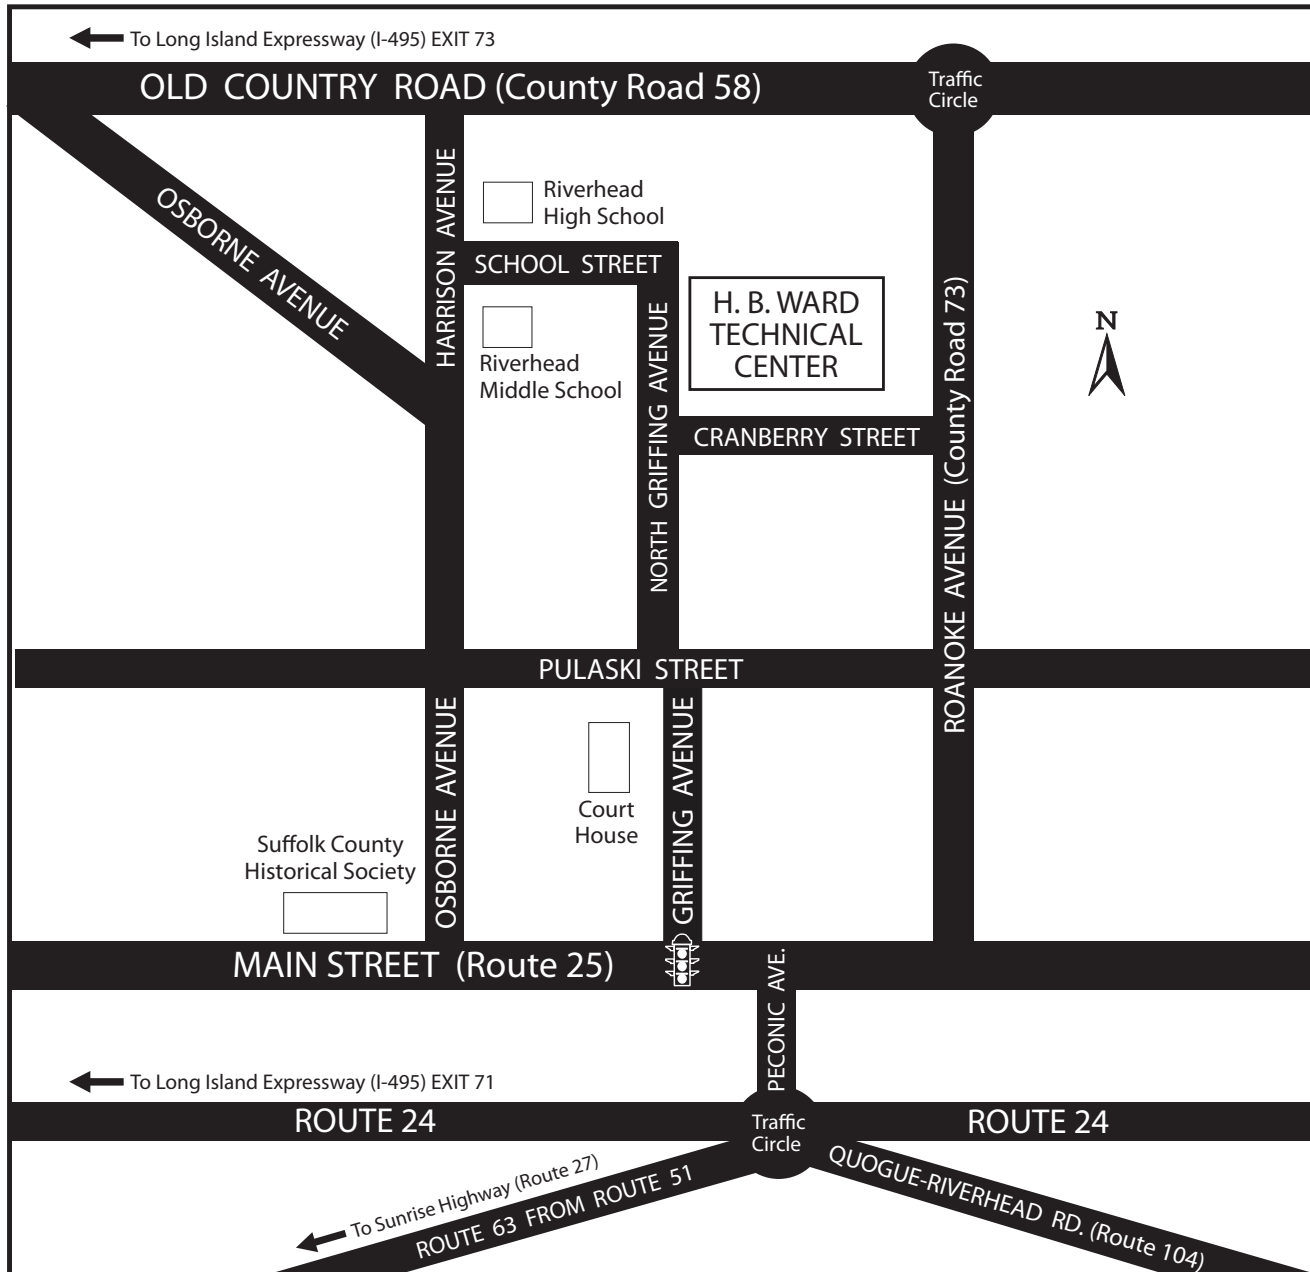 To Long Island Expressway (I-495) EXIT 73
OLD COUNTRY ROAD (County Road 58)
Traffic
Circle
OSBORNE AVENUE
HARRISON AVENUE
Riverhead
High School
SCHOOL STREET
Riverhead
Middle School
NORTH GRIFFING AVENUE
H. B. WARD
TECHNICAL
CENTER
CRANBERRY STREET
ROANOKE AVENUE (County Road 73)
N
PULASKI STREET
OSBORNE AVENUE
Court
House
GRIFFING AVENUE
Suffolk County
Historical Society
MAIN STREET (Route 25)
PECONIC AVE.
To Long Island Expressway (I-495) EXIT 71
ROUTE 24
Traffic
Circle
ROUTE 24
To Sunrise Highway (Route 27)
ROUTE 63 FROM ROUTE 51
QUOGUE-RIVERHEAD RD. (Route 104)